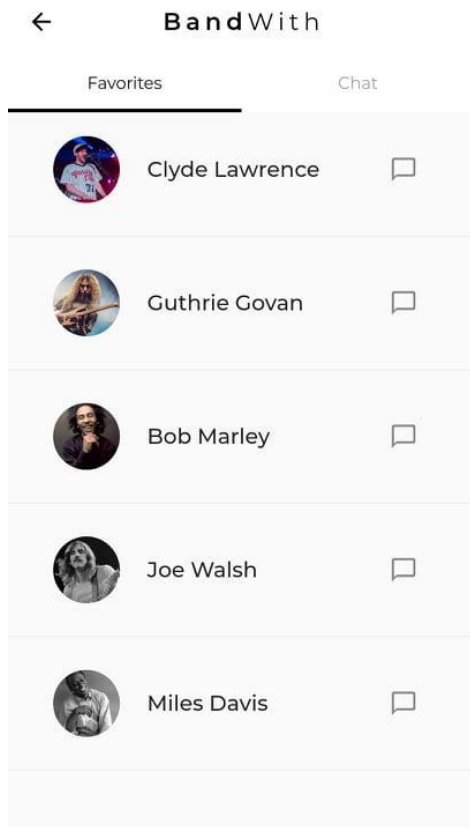 BandWith
Favorites Chat
Clyde Lawrence
Guthrie Govan
Bob Marley
Joe Walsh
Miles Davis